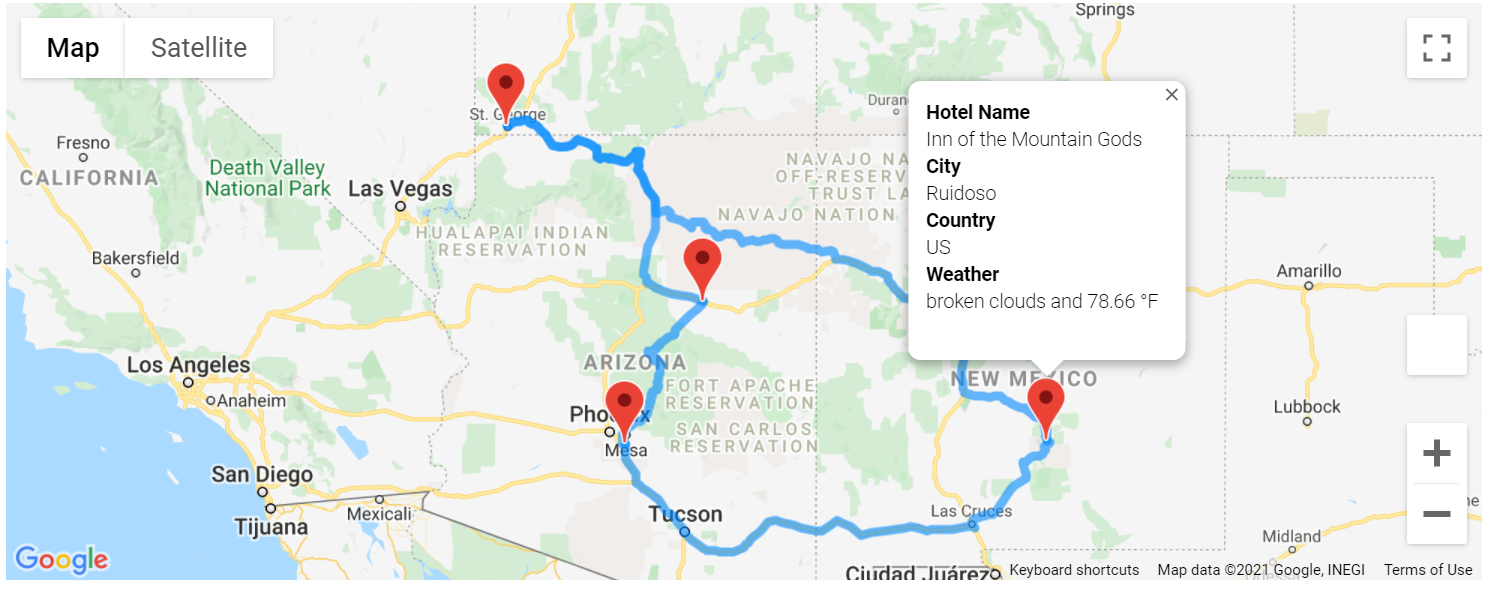 Springs
Map
Satellite
St. George
Duran
Hotel Name
Inn of the Mountain Gods
City
Ruidoso
Country
US
Weather
broken clouds and 78.66 °F
Fresno
CALIFORNIA
Death Valley
National Park
Las Vegas
NAVAJO NA
OFF-RESERV
TRUST LA
NAVAJO NATION
HUALAPAI INDIAN
RESERVATION
Bakersfield
Amarillo
Los Angeles
Anaheim
ARIZONA
NEW MEXICO
FORT APACHE
RESERVATION
Lubbock
Phoenix
SAN CARLOS
RESERVATION
Mesa
San Diego
Mexicali
Tijuana
Tucson
Las Cruces
Midland
Odessa
Ciudad Juárez
Google
Keyboard shortcuts
Map data ©2021 Google, INEGI
Terms of Use